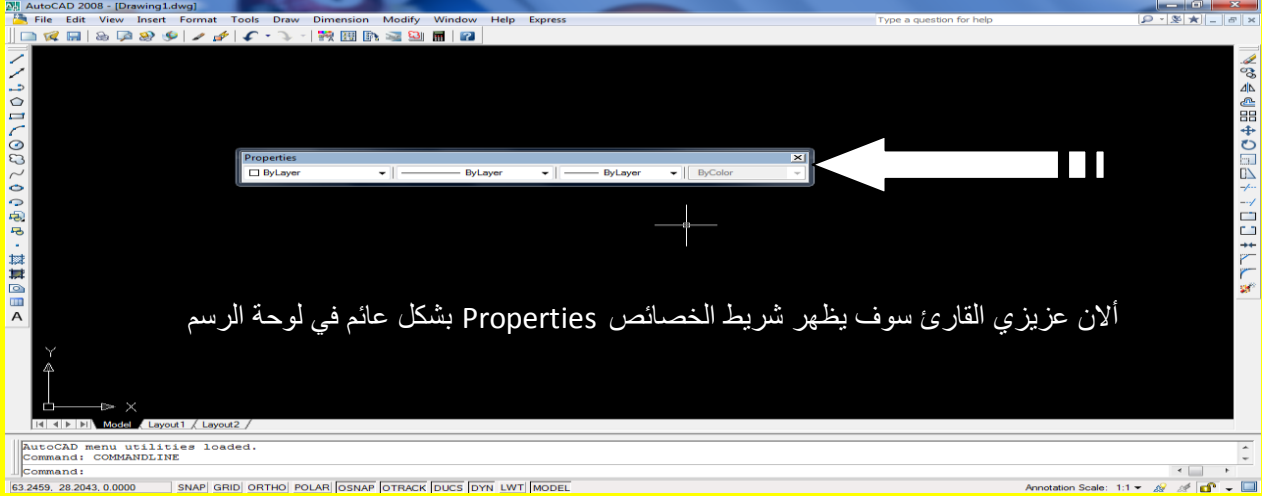 AutoCAD 2008 - [Drawing1.dwg]
File Edit View Insert Format Tools Draw Dimension Modify Window Help Express Type a question for help
Properties
ByLayer ByLayer ByLayer ByColor
ألان عزيزي القارئ سوف يظهر شريط الخصائص Properties بشكل عائم في لوحة الرسم
A
Y
X
Model Layout1 Layout2
AutoCAD menu utilities loaded.
Command: COMMANDLINE
Command:
63.2459, 28.2043, 0.0000 SNAP GRID ORTHO POLAR OSNAP OTRACK DUCS DYN LWT MODEL Annotation Scale: 1:1